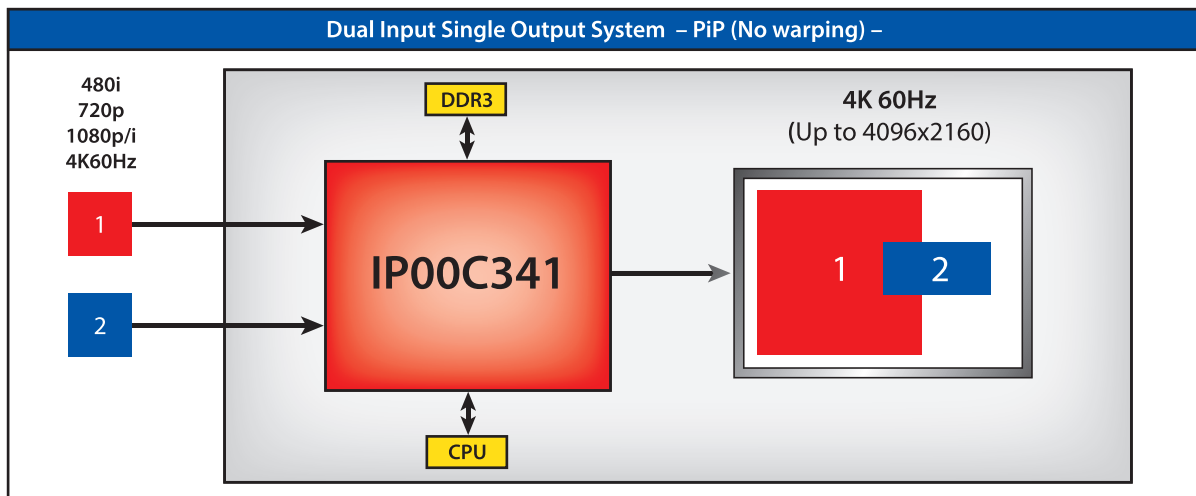 Dual Input Single Output System – PiP (No warping) –
480i
720p
1080p/i
4K60Hz
DDR3
4K 60Hz
(Up to 4096x2160)
1
IP00C341
1
2
2
CPU